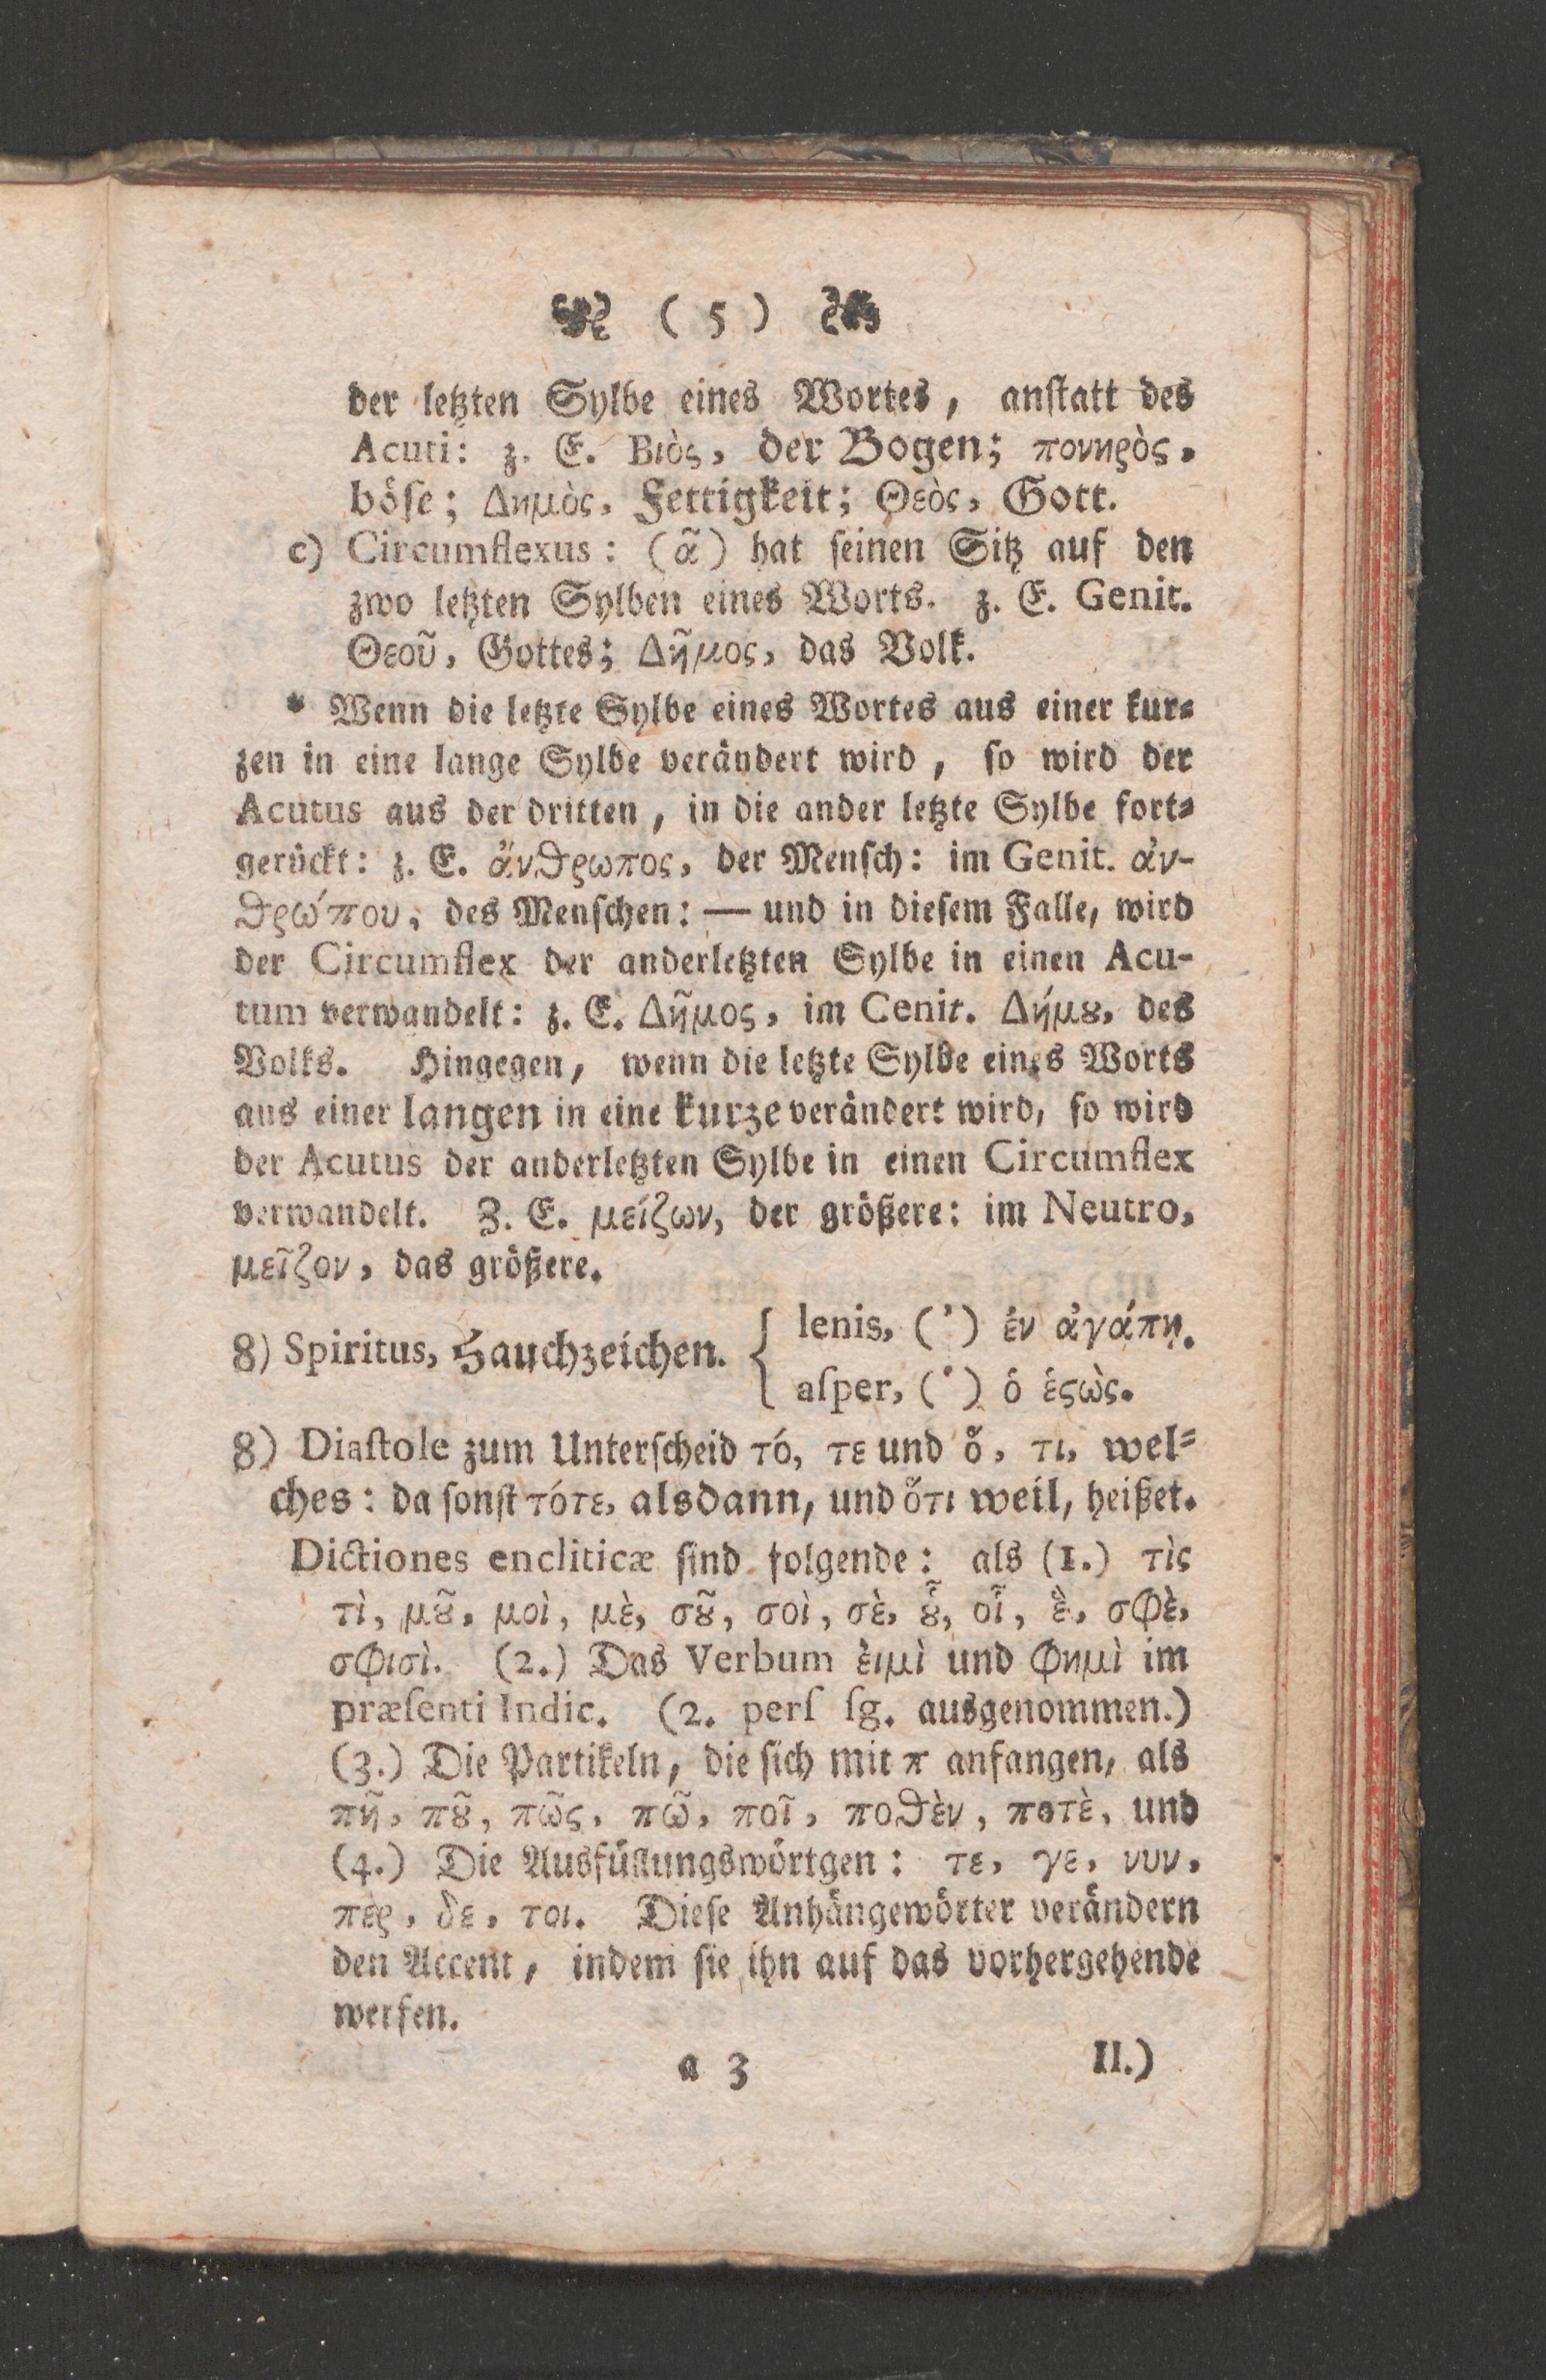 ( 5 )
der letzten Sylbe eines Wortes, anſtatt des
Acuti: z. E. Βιὸς, der Bogen; πονηρὸς,
böſe; Δημὸς, Fettigkeit; Θεὸς, Gott.
c) Circumflexus: (α῀) hat ſeinen Sitz auf den
zwo letzten Sylben eines Worts. z. E. Genit.
Θεοῦ, Gottes; Δῆμος, das Volk.
* Wenn die letzte Sylbe eines Wortes aus einer kur⸗
zen in eine lange Sylbe verändert wird, ſo wird der
Acutus aus der dritten, in die ander letzte Sylbe fort⸗
gerückt: z. E. ἄνϑρωπος, der Menſch: im Genit. ἀν-
ϑρώπου, des Menſchen: — und in dieſem Falle, wird
der Circumflex der anderletzten Sylbe in einen Acu-
tum verwandelt: z. E. Δῆμος, im Cenit. Δήμȣ, des
Volks. Hingegen, wenn die letzte Sylbe eines Worts
aus einer langen in eine kurze verändert wird, ſo wird
der Acutus der anderletzten Sylbe in einen Circumflex
verwandelt. Z. E. μείζων, der größere: im Neutro,
μεῖζον, das größere.
8) Spiritus, Hauchzeichen.
lenis, (᾿) ἐν ἀγάπῃ.
aſper, (῾) ὁ ἑρὼς.
8) Diaſtole zum Unterſcheid τό, τε und ὅ, τι, wel⸗
ches: da ſonſt τότε, alsdann, und ὅτι weil, heißet.
Dictiones encliticæ ſind folgende: als (1.) τὶς
τὶ, μȣ͂, μοὶ, μὲ, σȣ͂, σοὶ, σὲ, ȣ̔͂, οἷ, ἓ, σφὲ,
σφισὶ. (2.) Das Verbum ἐιμὶ und φημὶ im
præſenti Indic. (2. perſ ſg. ausgenommen.)
(3.) Die Partikeln, die ſich mit π anfangen, als
πῆ, πȣ͂, πῶς, πῶ, ποῖ, ποϑὲν, ποτὲ, und
(4.) Die Ausfüllungswörtgen: τε, γε, νυν,
περ, δε, τοι. Dieſe Anhängewörter verändern
den Accent, indem ſie ihn auf das vorhergehende
werfen.
a 3
II.)